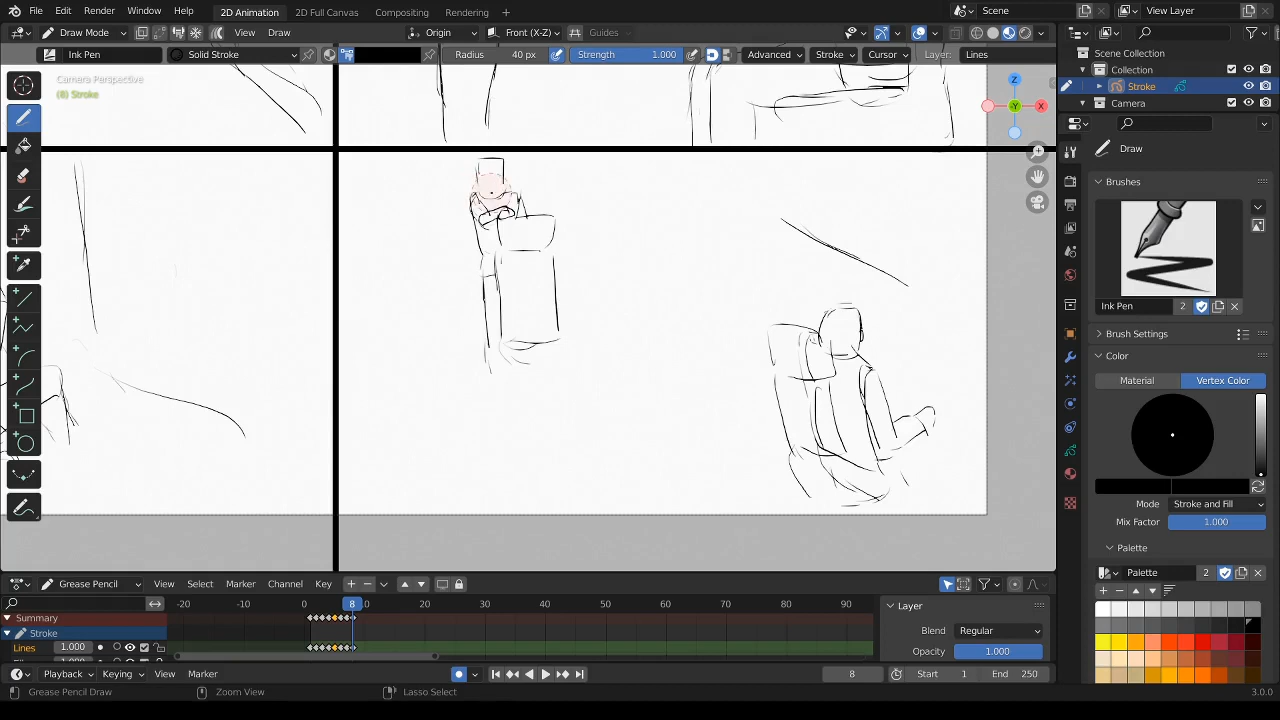 File Edit Render Window Help 2D Animation 2D Full Canvas Compositing Rendering + Scene View Layer
Draw Mode View Draw Origin Front (X-Z) Guides
Ink Pen Solid Stroke Radius 40 px Strength 1.000 Advanced Stroke Cursor Layer: Lines
Camera Perspective
(8) Stroke
Z
Y
X
Scene Collection
Collection
Stroke
Camera
Draw
Brushes
Ink Pen 2
Brush Settings
Color
Material Vertex Color
Mode Stroke and Fill
Mix Factor 1.000
Palette
Palette 2
Grease Pencil View Select Marker Channel Key
-20 -10 0 8 10 20 30 40 50 60 70 80 90
Summary
Stroke
Lines 1.000
Layer
Blend Regular
Opacity 1.000
Playback Keying View Marker 8 Start 1 End 250
Grease Pencil Draw Zoom View Lasso Select 3.0.0